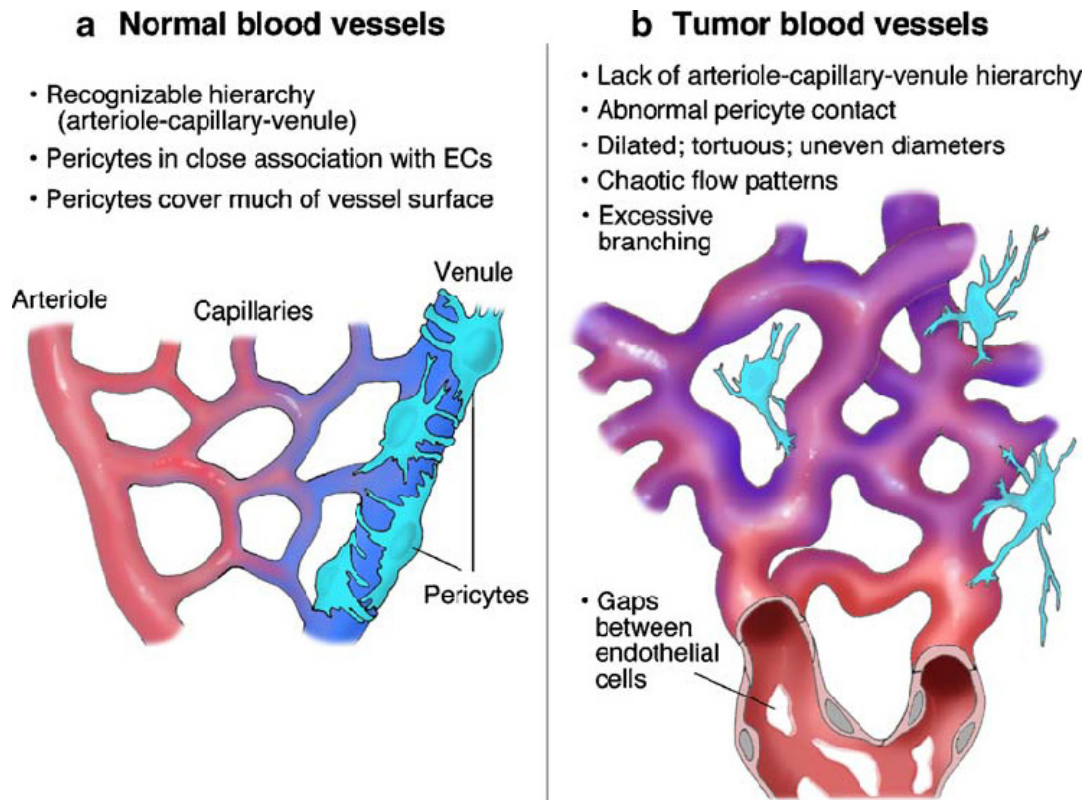 a Normal blood vessels
• Recognizable hierarchy
(arteriole-capillary-venule)
• Pericytes in close association with ECs
• Pericytes cover much of vessel surface
Arteriole
Capillaries
Venule
Pericytes
b Tumor blood vessels
• Lack of arteriole-capillary-venule hierarchy
• Abnormal pericyte contact
• Dilated; tortuous; uneven diameters
• Chaotic flow patterns
• Excessive
branching
• Gaps
between
endothelial
cells